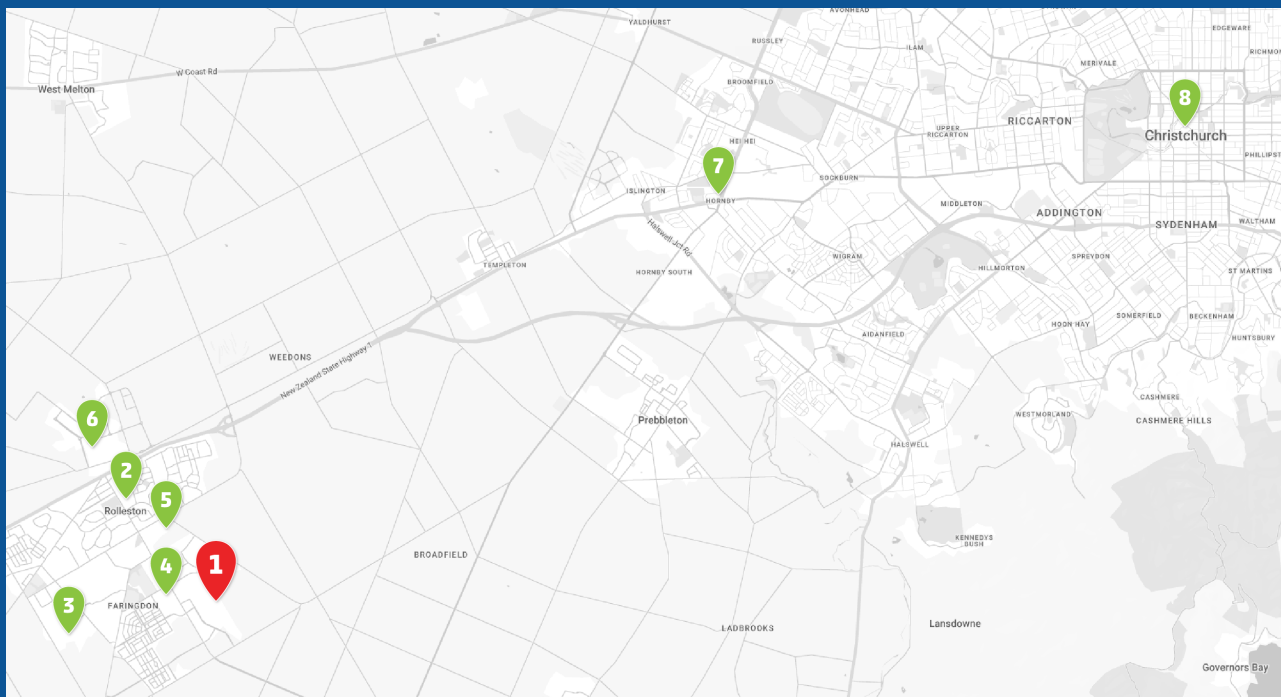 AVONHEAD
YALDHURST
EDGEWARE
RUSSLEY
ILAM
RICHMO
MERIVALE
W Coast Rd
West Melton
BROOMFIELD
8
RICCARTON
UPPER
RICCARTON
Christchurch
HEI HEI
PHILLIPST
7
SOCKBURN
ISLINGTON
HORNBY
MIDDLETON
ADDINGTON
SYDENHAM
WALTHAM
Halswell Jct Rd
WIGRAM
SPREYDON
TEMPLETON
HORNBY SOUTH
HILLMORTON
ST MARTINS
SOMERFIELD
BECKENHAM
HOON HAY
AIDANFIELD
HUNTSBURY
WEEDONS
New Zealand State Highway 1
CASHMERE
6
WESTMORLAND
Prebbleton
CASHMERE HILLS
HALSWELL
2
5
Rolleston
KENNEDYS
BUSH
BROADFIELD
1
4
3
FARINGDON
LADBROOKS
Lansdowne
Governors Bay